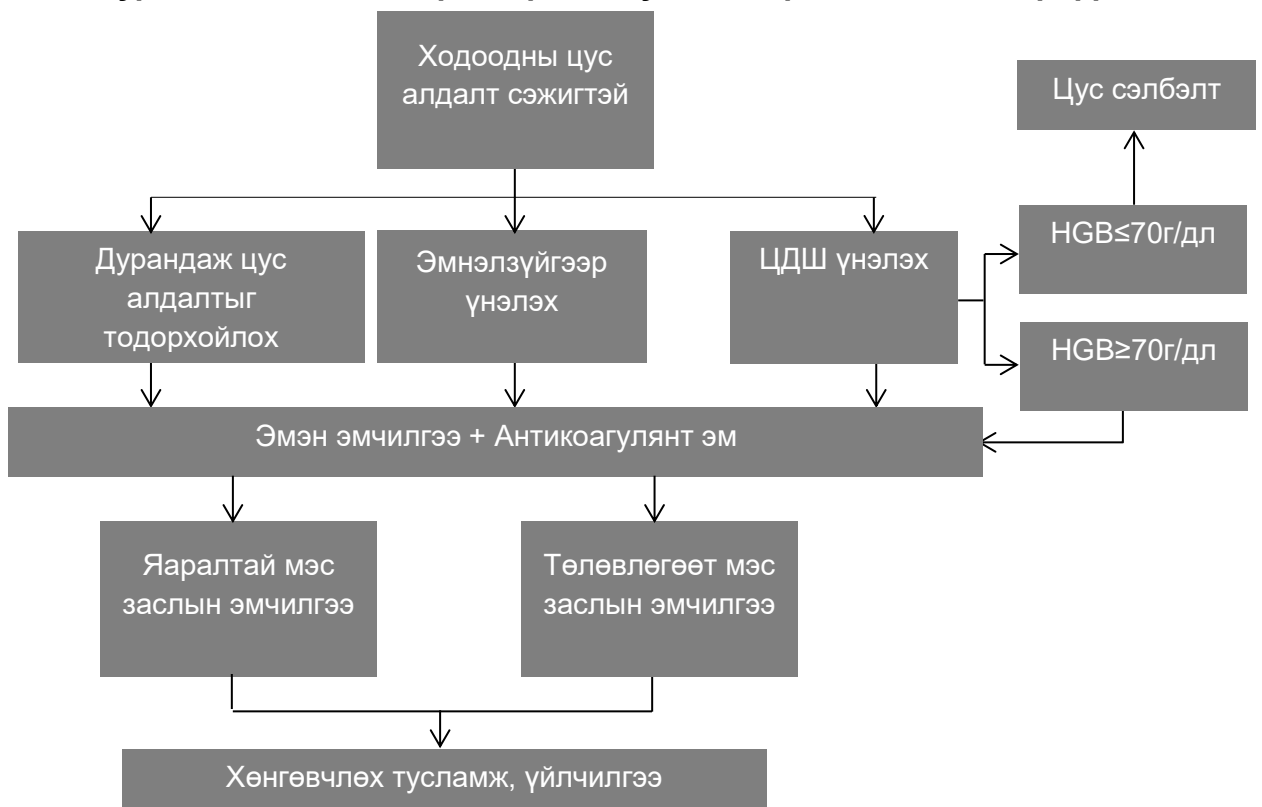 Ходоодны цус
алдалт сэжигтэй
Цус сэлбэлт
Дурандаж цус
алдалтыг
тодорхойлох
Эмнэлзүйгээр
үнэлэх
ЦДШ үнэлэх
HGB≤70г/дл
HGB≥70г/дл
Эмэн эмчилгээ + Антикоагулянт эм
Яаралтай мэс
заслын эмчилгээ
Төлөвлөгөөт мэс
заслын эмчилгээ
Хөнгөвчлөх тусламж, үйлчилгээ